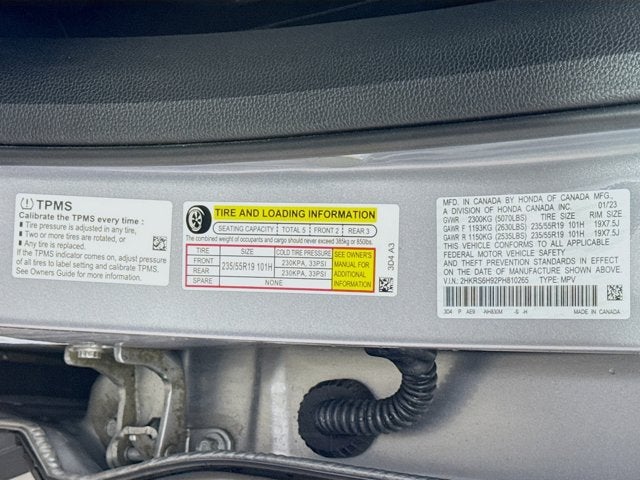 TPMS
Calibrate the TPMS every time :
• Tire pressure is adjusted in any tire,
• Two or more tires are rotated, or
• Any tire is replaced.
If the TPMS indicator comes on, adjust pressure
of all tires to label setting and calibrate TPMS.
See Owners Guide for more information.
TIRE AND LOADING INFORMATION
SEATING CAPACITY TOTAL 5 FRONT 2 REAR 3
The combined weight of occupants and cargo should never exceed 385kg or 850lbs.
TIRE SIZE COLD TIRE PRESSURE
FRONT 235/55R19 101H 230KPA, 33PSI
REAR 230KPA, 33PSI
SPARE NONE
SEE OWNER'S
MANUAL FOR
ADDITIONAL
INFORMATION
3D4 A3
MFD. IN CANADA BY HONDA OF CANADA MFG.,
A DIVISION OF HONDA CANADA INC. 01/23
GVWR 2300KG (5070LBS) TIRE SIZE RIM SIZE
GAWR F 1193KG (2630LBS) 235/55R19 101H 19X7.5J
GAWR R 1150KG (2535LBS) 235/55R19 101H 19X7.5J
THIS VEHICLE CONFORMS TO ALL APPLICABLE
FEDERAL MOTOR VEHICLE SAFETY
AND THEFT PREVENTION STANDARDS IN EFFECT
ON THE DATE OF MANUFACTURE SHOWN ABOVE.
V.I.N.: 2HKRS6H92PH810265 TYPE: MPV
3D4 P AE9 -NH830M -S -H
MADE IN CANADA